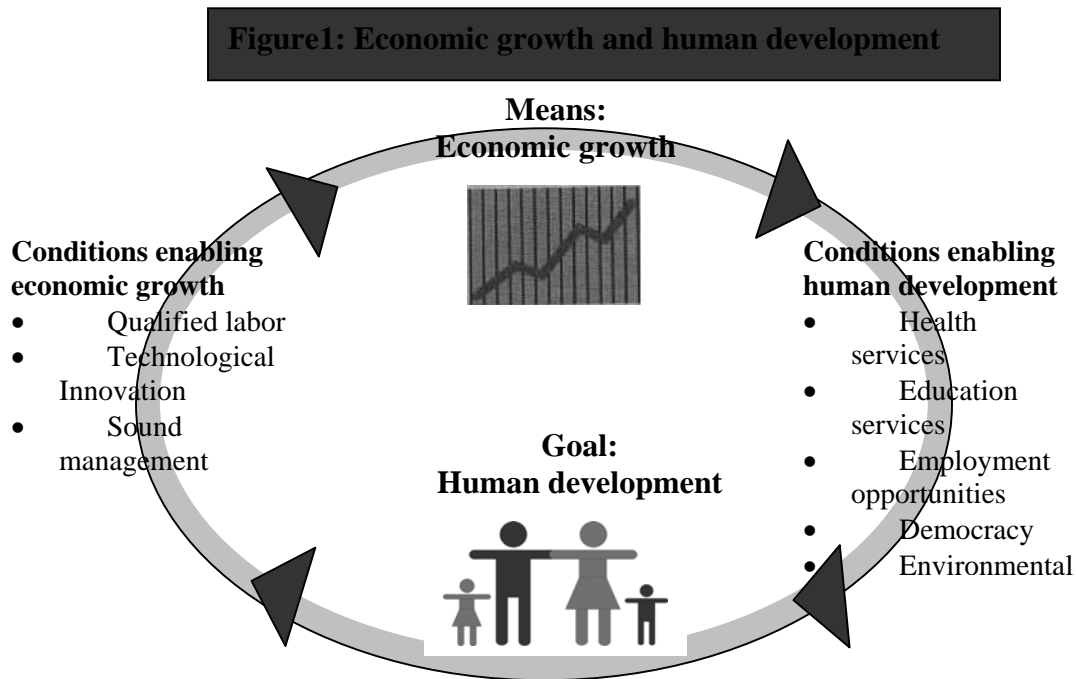 Figure1: Economic growth and human development
Means:
Economic growth
Conditions enabling
economic growth
• Qualified labor
• Technological
Innovation
• Sound
management
Conditions enabling
human development
• Health
services
• Education
services
• Employment
opportunities
• Democracy
• Environmental
Goal:
Human development